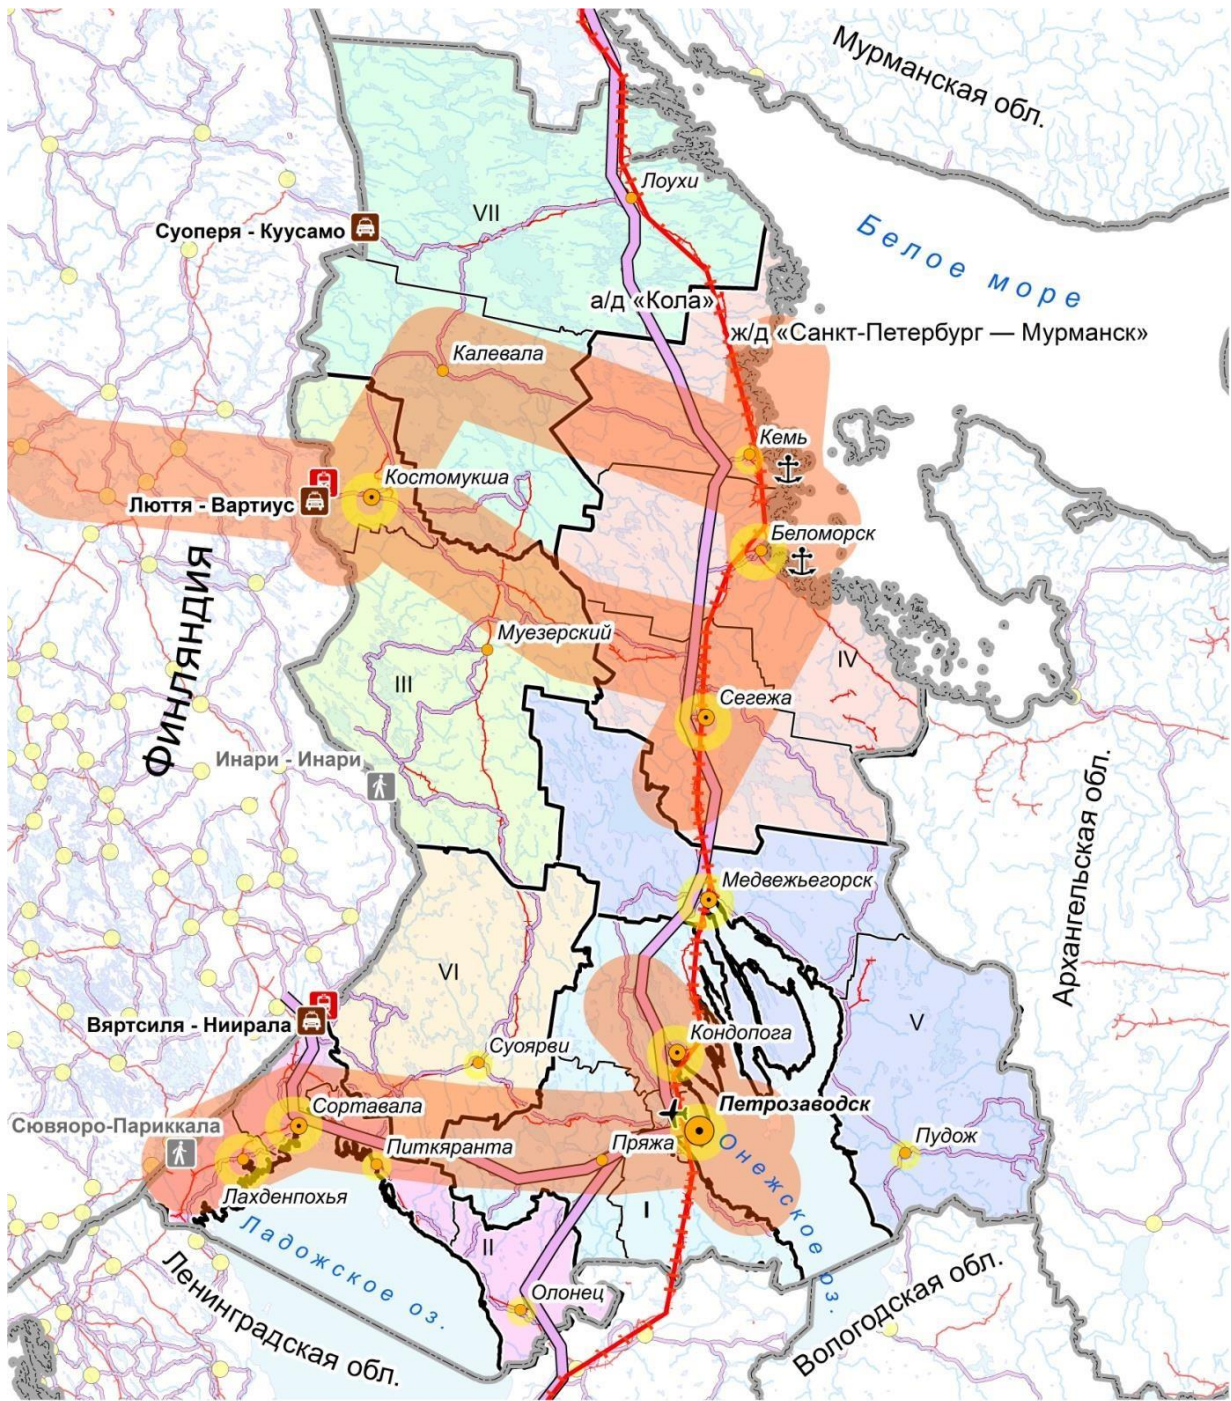 Мурманская обл.
Лоухи
VII
Суоперя - Куусамо
Белое море
а/д «Кола»
ж/д «Санкт-Петербург — Мурманск»
Калевала
Кемь
Костомукша
Люття - Вартиус
Беломорск
ФИНЛЯНДИЯ
Муезерский
IV
III
Сегежа
Инари - Инари
Архангельская обл.
Медвежьегорск
VI
V
Вяртсиля - Ниирала
Кондопога
Суоярви
Сортавала
Петрозаводск
Сювяоро-Париккала
Питкяранта
Пряжа
Пудож
Онежское оз.
Лахденпохья
I
II
Ладожское оз.
Ленинградская обл.
Олонец
Вологодская обл.